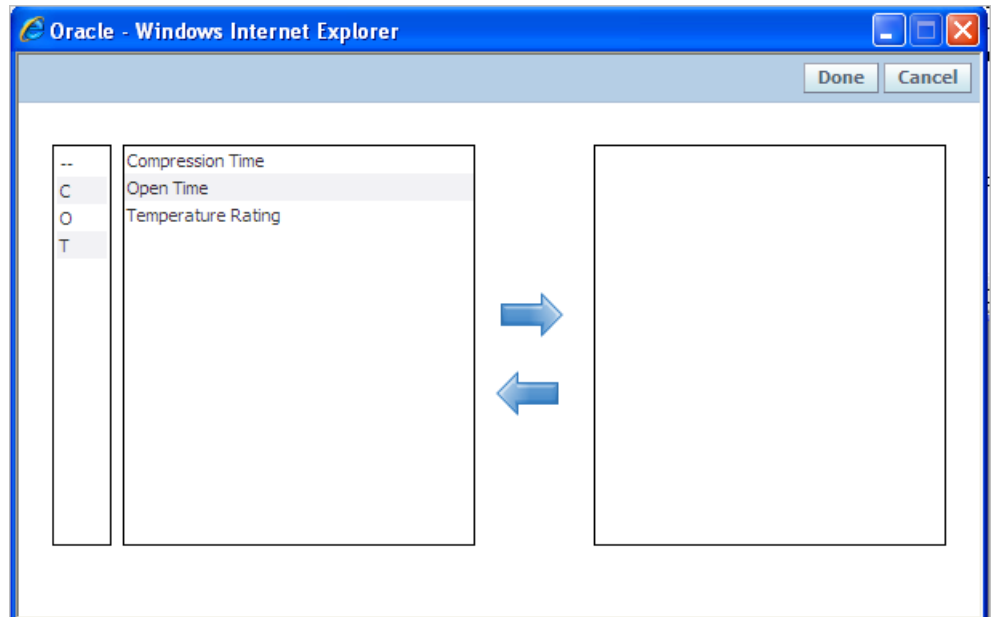 Oracle - Windows Internet Explorer
Done Cancel
--
C
O
T
Compression Time
Open Time
Temperature Rating